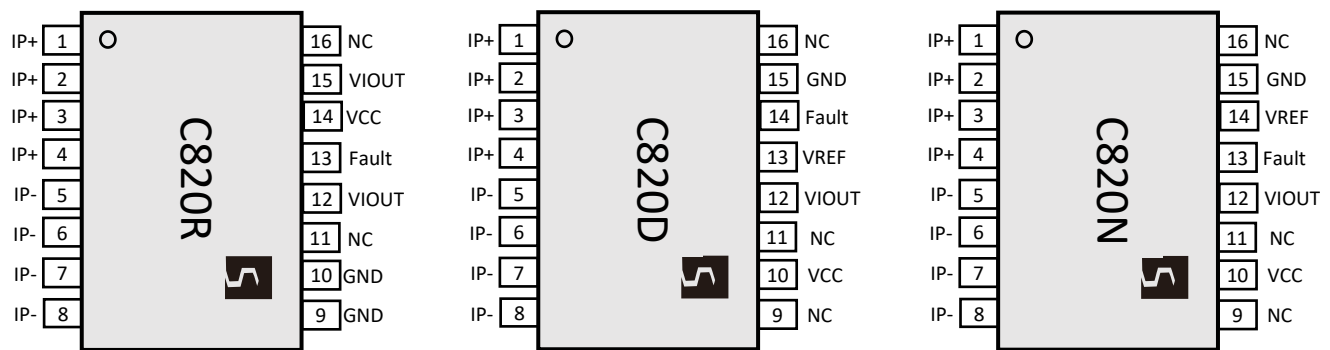 IP+ 1 16 NC
IP+ 2 15 VIOUT
IP+ 3 14 VCC
IP+ 4 13 Fault
IP- 5 12 VIOUT
IP- 6 11 NC
IP- 7 10 GND
IP- 8 9 GND
C820R
IP+ 1 16 NC
IP+ 2 15 GND
IP+ 3 14 Fault
IP+ 4 13 VREF
IP- 5 12 VIOUT
IP- 6 11 NC
IP- 7 10 VCC
IP- 8 9 NC
C820D
IP+ 1 16 NC
IP+ 2 15 GND
IP+ 3 14 VREF
IP+ 4 13 Fault
IP- 5 12 VIOUT
IP- 6 11 NC
IP- 7 10 VCC
IP- 8 9 NC
C820N